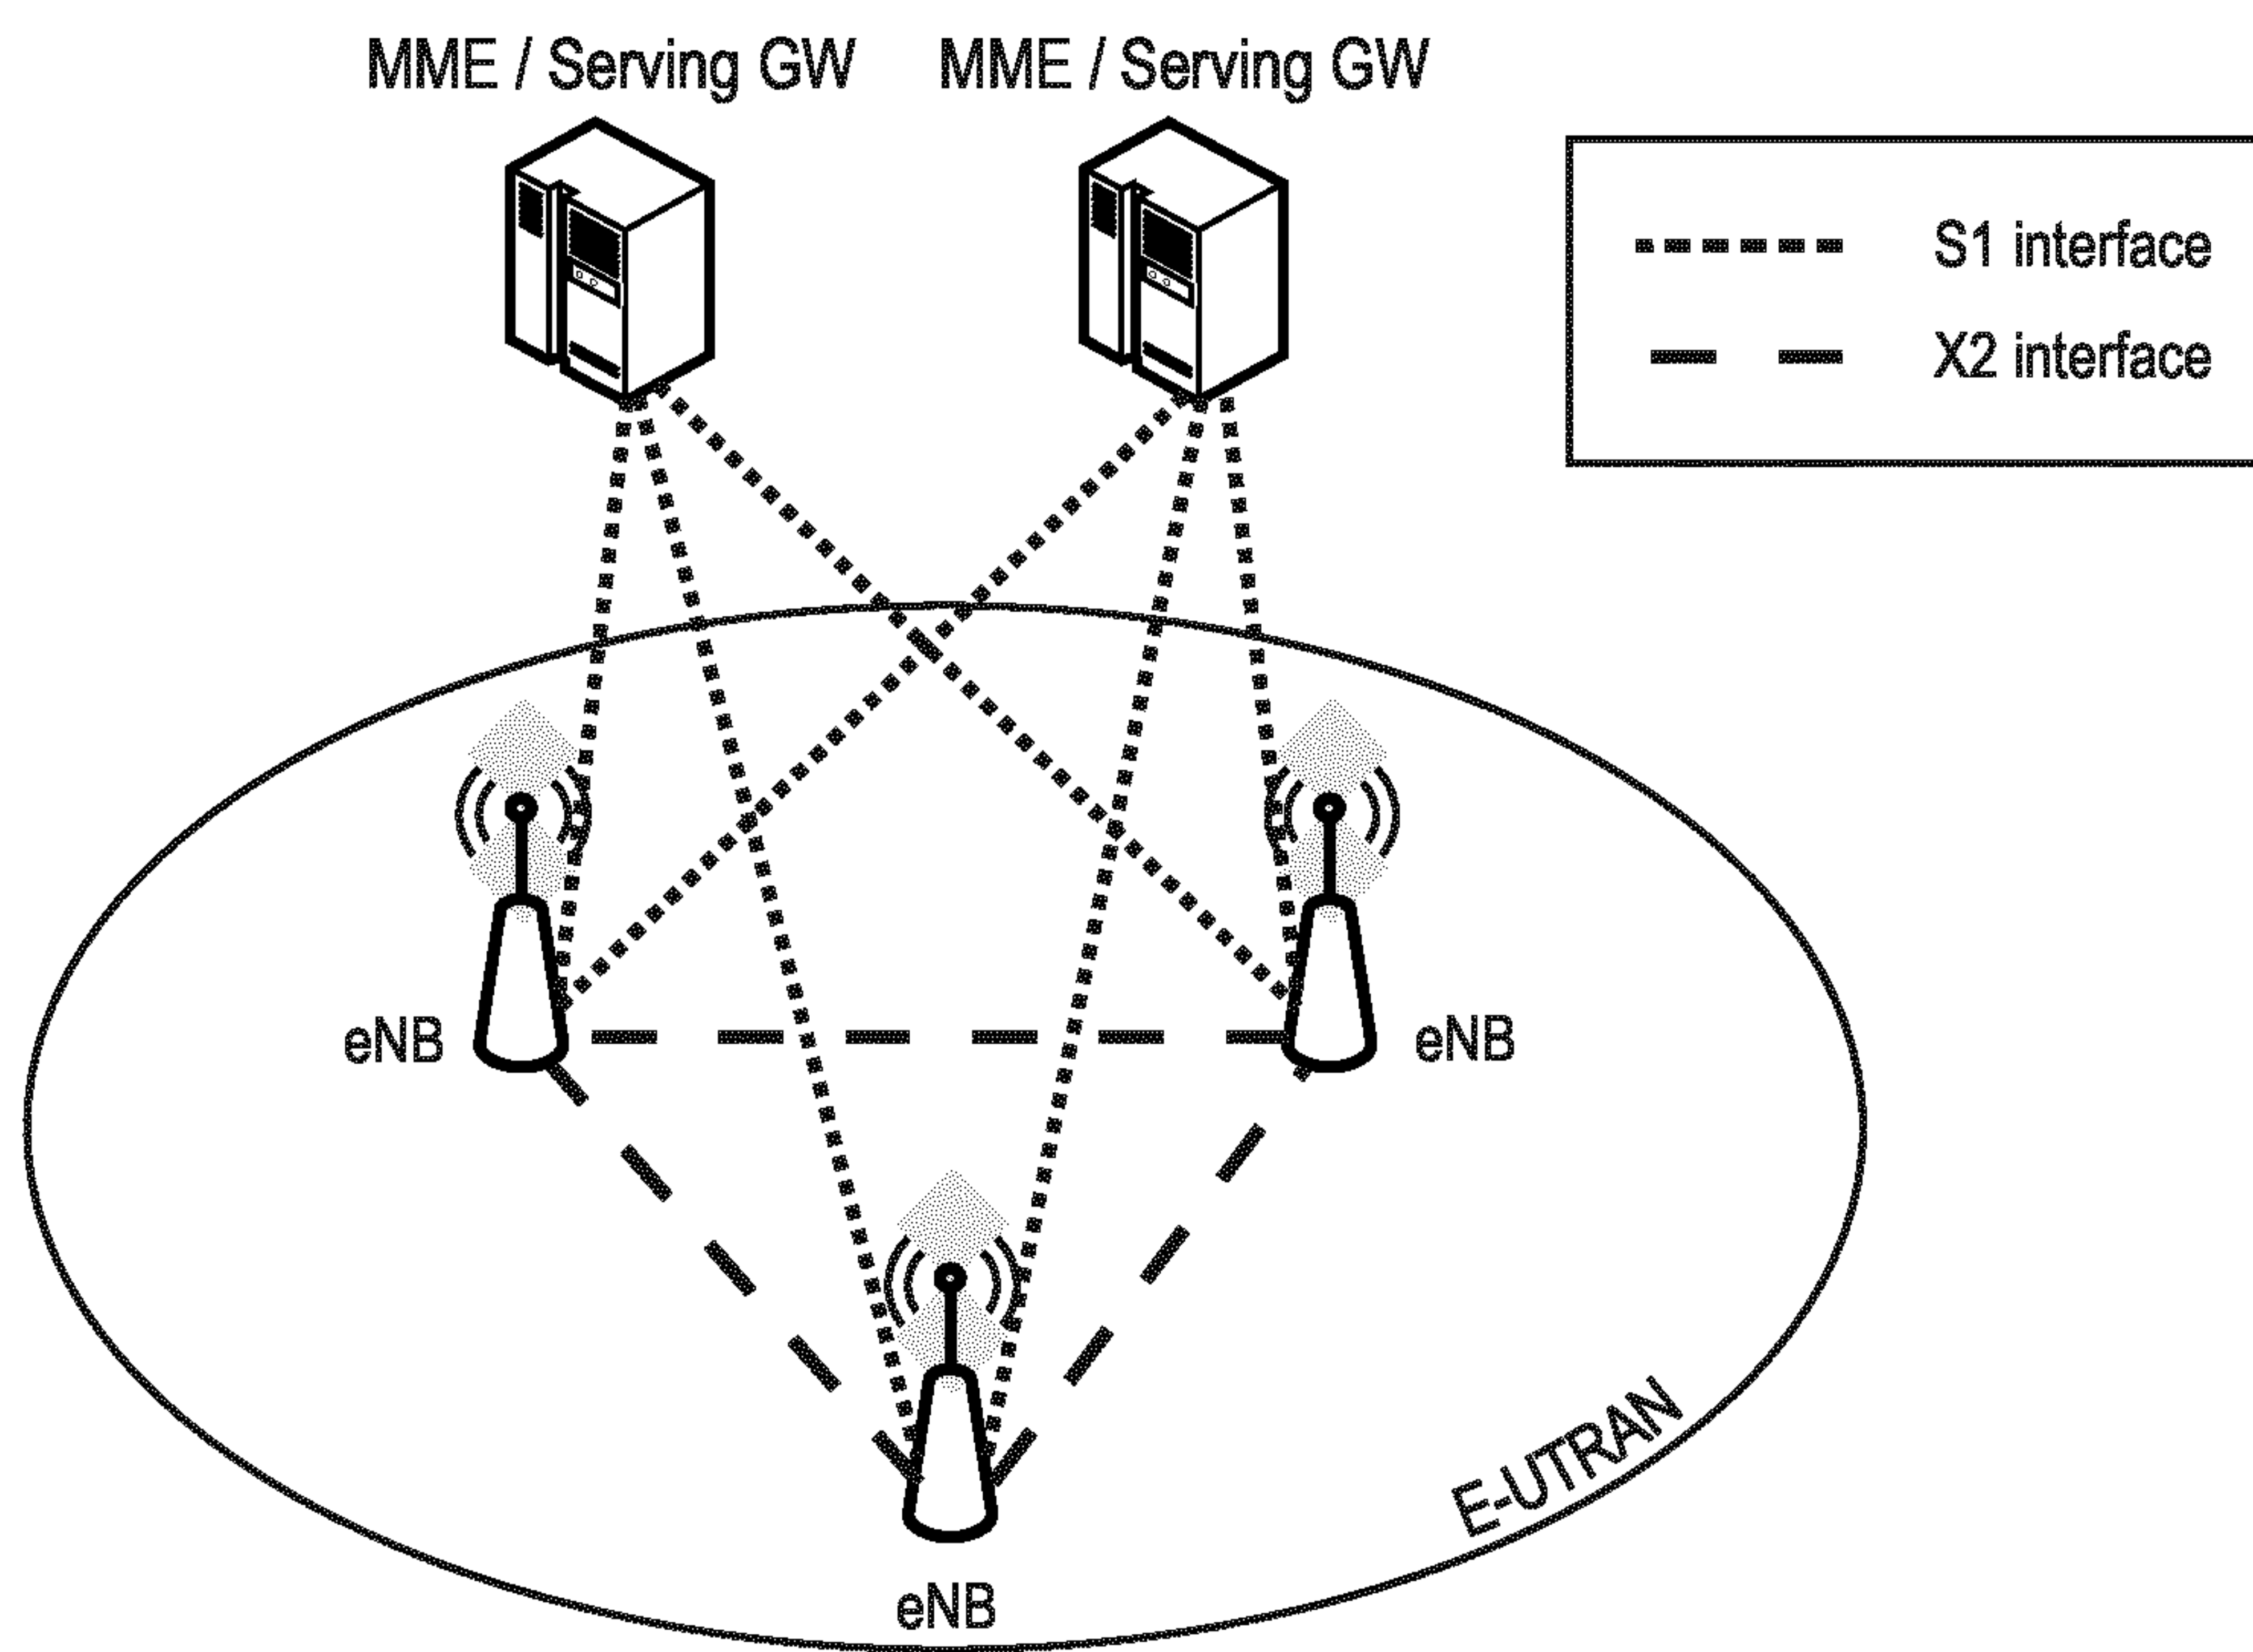 MME / Serving GW
MME / Serving GW
S1 interface
X2 interface
eNB
eNB
E-UTRAN
eNB